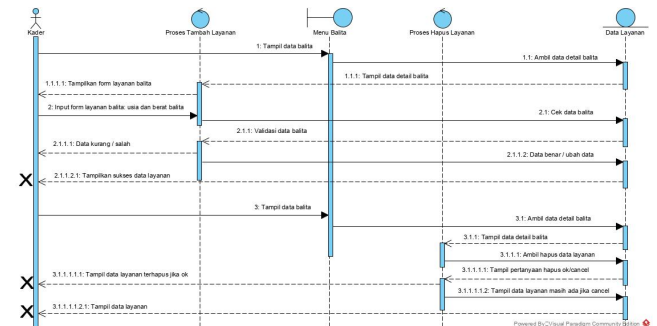 Kader
Proses Tambah Layanan
Menu Balita
Proses Hapus Layanan
Data Layanan
1: Tampil data balita
1.1: Ambil data detail balita
1.1.1: Tampil data detail balita
1.1.1.1: Tampilkan form layanan balita
2: Input form layanan balita: usia dan berat balita
2.1: Cek data balita
2.1.1: Validasi data balita
2.1.1.1: Data kurang / salah
2.1.1.2: Data benar / ubah data
2.1.1.2.1: Tampilkan sukses data layanan
3: Tampil data balita
3.1: Ambil data detail balita
3.1.1: Tampil data detail balita
3.1.1.1: Ambil hapus data layanan
3.1.1.1.1: Tampil pertanyaan hapus ok/cancel
3.1.1.1.1.1: Tampil data layanan terhapus jika ok
3.1.1.1.1.2: Tampil data layanan masih ada jika cancel
3.1.1.1.1.2.1: Tampil data layanan
Powered By Visual Paradigm Community Edition